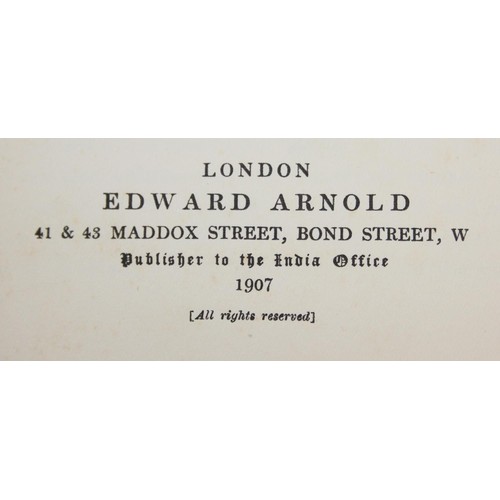 LONDON
EDWARD ARNOLD
41 & 43 MADDOX STREET, BOND STREET, W
Publisher to the India Office
1907
[All rights reserved]